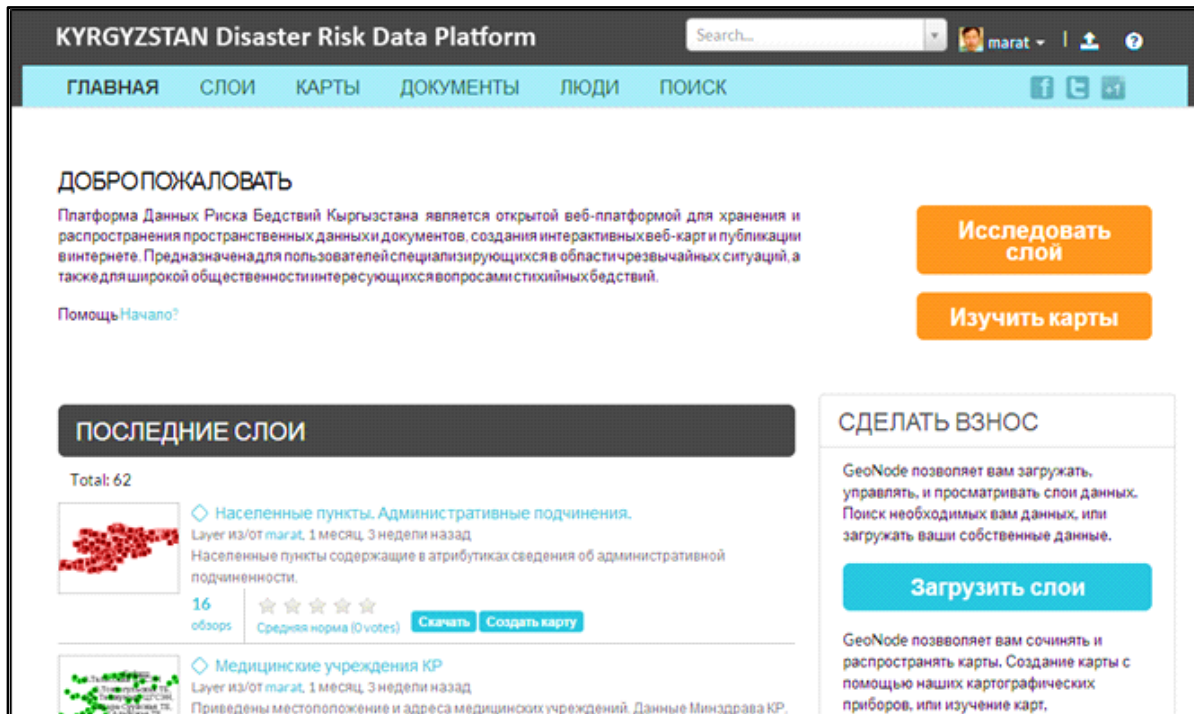 KYRGYZSTAN Disaster Risk Data Platform
Search...
marat
ГЛАВНАЯ СЛОИ КАРТЫ ДОКУМЕНТЫ ЛЮДИ ПОИСК
ДОБРО ПОЖАЛОВАТЬ
Платформа Данных Риска Бедствий Кыргызстана является открытой веб-платформой для хранения и
распространения пространственных данных и документов, создания интерактивных веб-карт и публикации
в интернете. Предназначена для пользователей специализирующихся в области чрезвычайных ситуаций, а
также для широкой общественности интересующихся вопросами стихийных бедствий.
Помощь Начало?
Исследовать
слой
Изучить карты
ПОСЛЕДНИЕ СЛОИ
Total: 62
Населенные пункты. Административные подчинения.
Layer из/от marat, 1 месяц, 3 недели назад
Населенные пункты содержащие в атрибутиках сведения об административной
подчиненности.
16
обзорs
Средняя норма (0 votes)
Скачать Создать карту
Медицинские учреждения КР
Layer из/от marat, 1 месяц, 3 недели назад
Приведены местоположение и адреса медицинских учреждений. Данные Минздрава КР.
СДЕЛАТЬ ВЗНОС
GeoNode позволяет вам загружать,
управлять, и просматривать слои данных.
Поиск необходимых вам данных, или
загружать ваши собственные данные.
Загрузить слои
GeoNode позвволяет вам сочинять и
распространять карты. Создание карты с
помощью наших картографических
приборов, или изучение карт,